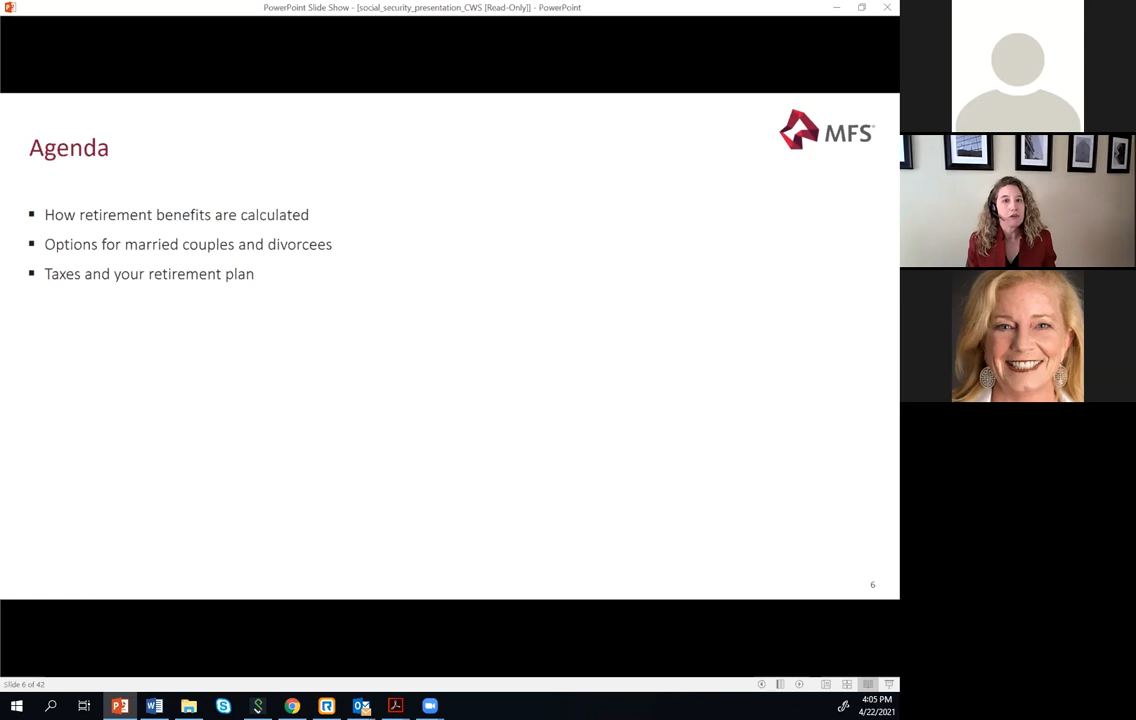 PowerPoint Slide Show - [social_security_presentation_CWS [Read-Only]] - PowerPoint
MFS
Agenda
How retirement benefits are calculated
Options for married couples and divorcees
Taxes and your retirement plan
6
Slide 6 of 42
4:05 PM
4/22/2021